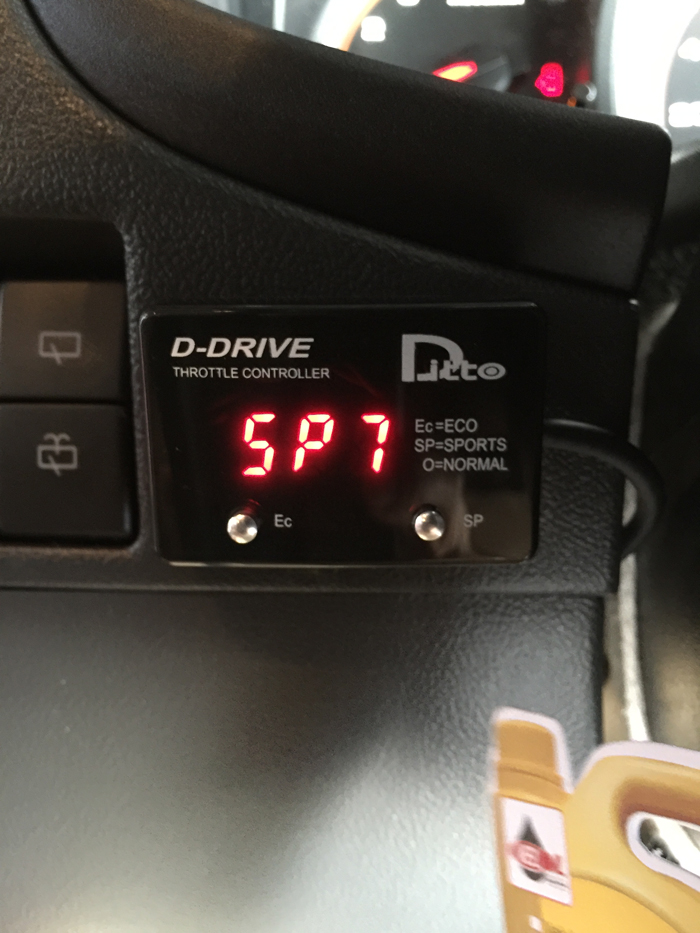 D-DRIVE
THROTTLE CONTROLLER
Ditto
SP7
Ec=ECO
SP=SPORTS
O=NORMAL
Ec
SP